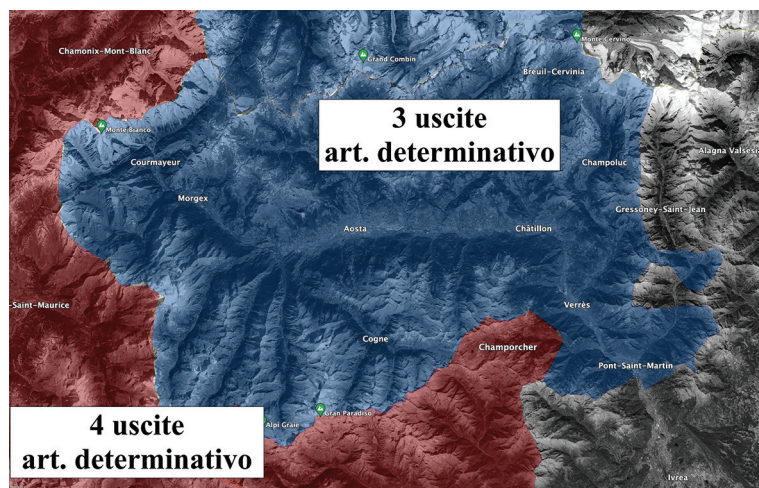 Chamonix-Mont-Blanc
Monte Cervino
Grand Combin
Breuil-Cervinia
3 uscite
art. determinativo
Monte Bianco
Courmayeur
Champoluc
Alagna Valsesia
Morgex
Gressoney-Saint-Jean
Aosta
Châtillon
-Saint-Maurice
Verrès
Cogne
Champorcher
Pont-Saint-Martin
Gran Paradiso
Alpi Graie
4 uscite
art. determinativo
Ivrea